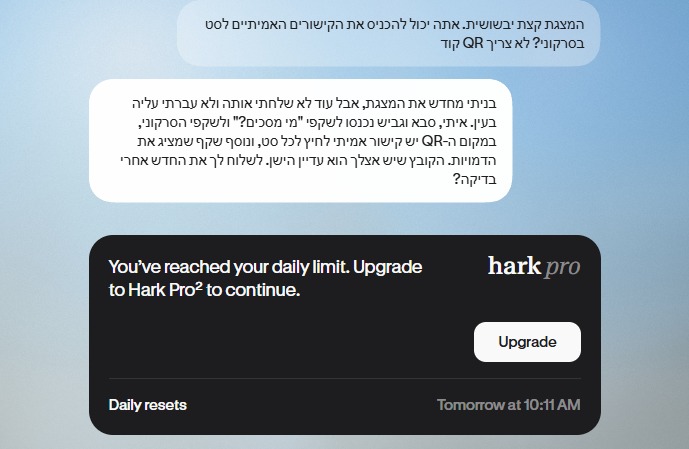 המצגת קצת יבשושית. אתה יכול להכניס את הקישורים האמיתיים לסט
בסרקוני? לא צריך QR קוד
בניתי מחדש את המצגת, אבל עוד לא שלחתי אותה ולא עברתי עליה
בעין. איתי, סבא וגביש נכנסו לשקפי "מי מסכים?" ולשקפי הסרקוני,
במקום ה-QR יש קישור אמיתי לחיץ לכל סט, ונוסף שקף שמציג את
הדמויות. הקובץ שיש אצלך הוא עדיין הישן. לשלוח לך את החדש אחרי
בדיקה?
You've reached your daily limit. Upgrade
to Hark Pro² to continue.
hark pro
Upgrade
Daily resets
Tomorrow at 10:11 AM